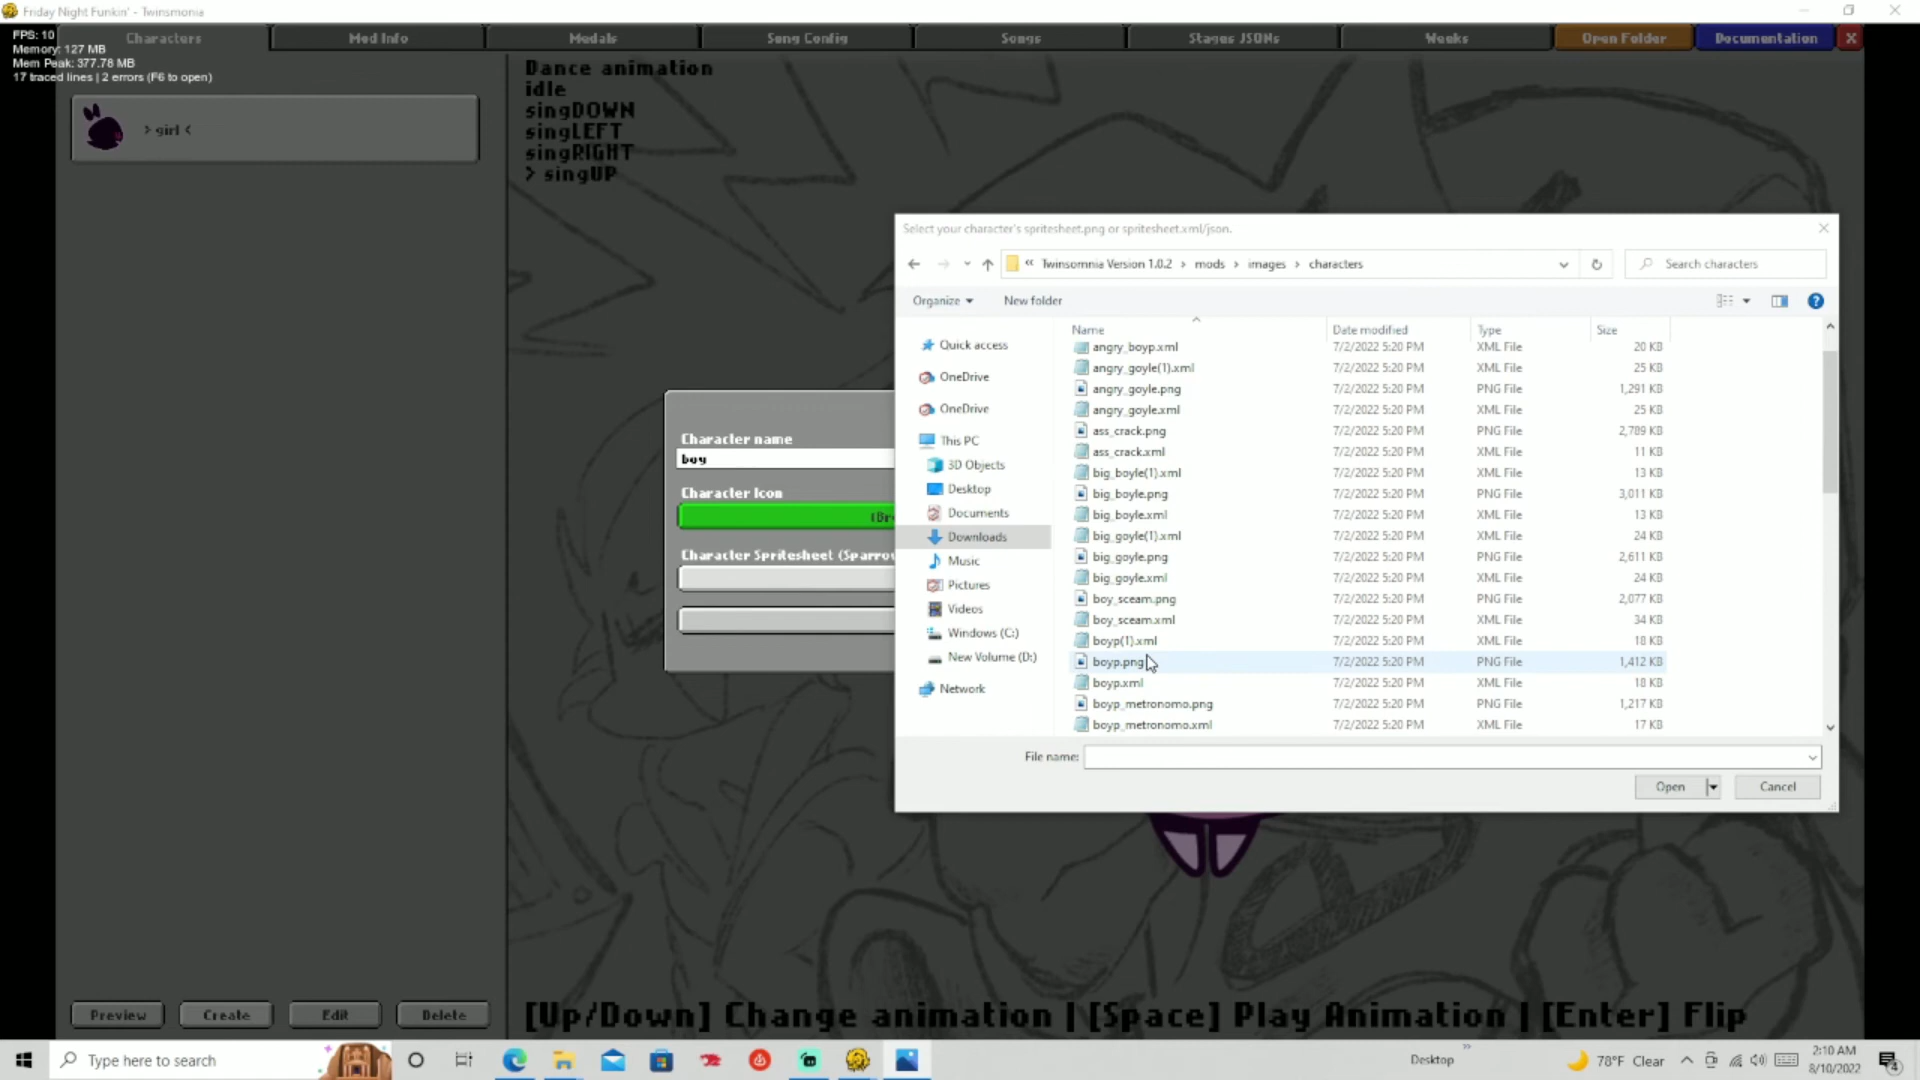 Friday Night Funkin' - Twinsmonia
FPS: 10
Memory: 127 MB
Mem Peak: 377.78 MB
17 traced lines | 2 errors (F6 to open)
Characters
Mod Info
Medals
Song Config
Songs
Stages JSONs
Weeks
Open Folder
Documentation
X
> girl <
Dance animation
idle
singDOWN
singLEFT
singRIGHT
> singUP
Character name
boy
Character Icon
(Br
Character Spritesheet (Sparrow
Select your character's spritesheet.png or spritesheet.xml/json.
« Twinsomnia Version 1.0.2 > mods > images > characters
Search characters
Organize
New folder
Quick access
OneDrive
OneDrive
This PC
3D Objects
Desktop
Documents
Downloads
Music
Pictures
Videos
Windows (C:)
New Volume (D:)
Network
Name Date modified Type Size
angry_boyp.xml 7/2/2022 5:20 PM XML File 20 KB
angry_goyle(1).xml 7/2/2022 5:20 PM XML File 25 KB
angry_goyle.png 7/2/2022 5:20 PM PNG File 1,291 KB
angry_goyle.xml 7/2/2022 5:20 PM XML File 25 KB
ass_crack.png 7/2/2022 5:20 PM PNG File 2,789 KB
ass_crack.xml 7/2/2022 5:20 PM XML File 11 KB
big_boyle(1).xml 7/2/2022 5:20 PM XML File 13 KB
big_boyle.png 7/2/2022 5:20 PM PNG File 3,011 KB
big_boyle.xml 7/2/2022 5:20 PM XML File 13 KB
big_goyle(1).xml 7/2/2022 5:20 PM XML File 24 KB
big_goyle.png 7/2/2022 5:20 PM PNG File 2,611 KB
big_goyle.xml 7/2/2022 5:20 PM XML File 24 KB
boy_sceam.png 7/2/2022 5:20 PM PNG File 2,077 KB
boy_sceam.xml 7/2/2022 5:20 PM XML File 34 KB
boyp(1).xml 7/2/2022 5:20 PM XML File 18 KB
boyp.png 7/2/2022 5:20 PM PNG File 1,412 KB
boyp.xml 7/2/2022 5:20 PM XML File 18 KB
boyp_metronomo.png 7/2/2022 5:20 PM PNG File 1,217 KB
boyp_metronomo.xml 7/2/2022 5:20 PM XML File 17 KB
File name:
Open
Cancel
Preview
Create
Edit
Delete
[Up/Down] Change animation | [Space] Play Animation | [Enter] Flip
Type here to search
Desktop
»
78°F Clear
2:10 AM
8/10/2022
4